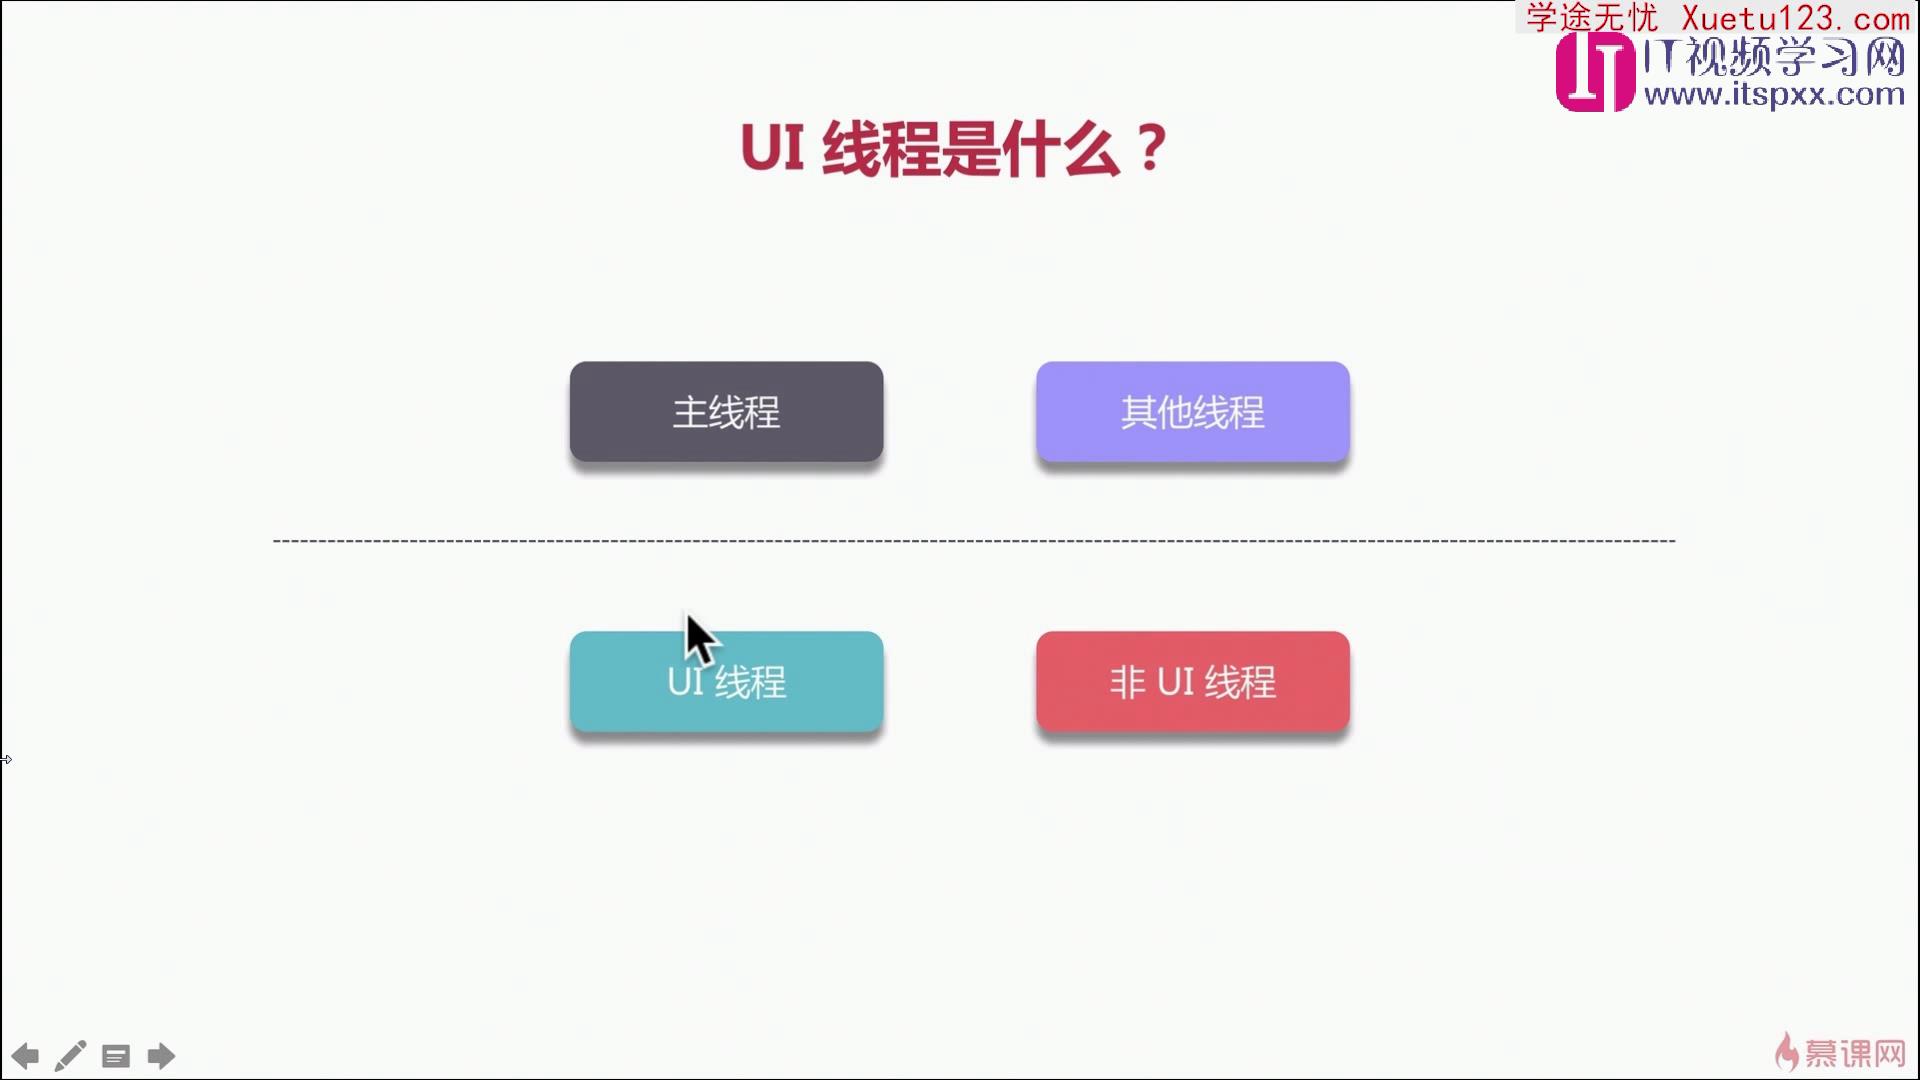 学途无忧 Xuetu123.com
IT视频学习网
www.itspxx.com
UI 线程是什么？
主线程
其他线程
UI 线程
非 UI 线程
慕课网